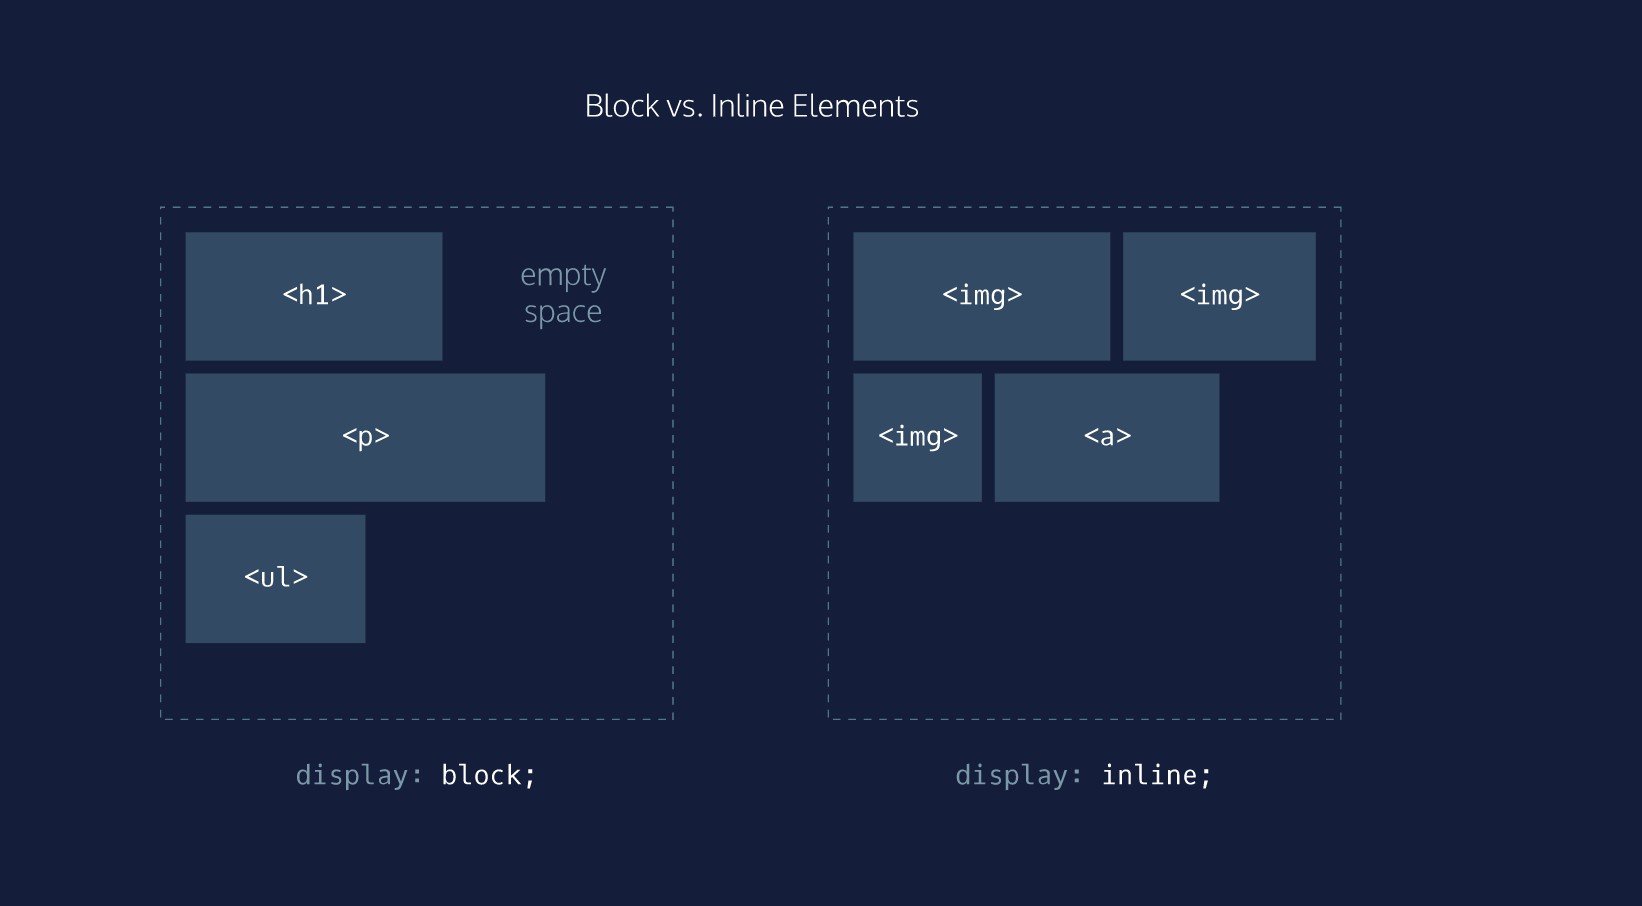 Block vs. Inline Elements
<h1>
empty
space
<p>
<ul>
display: block;
<img>
<img>
<img>
<a>
display: inline;